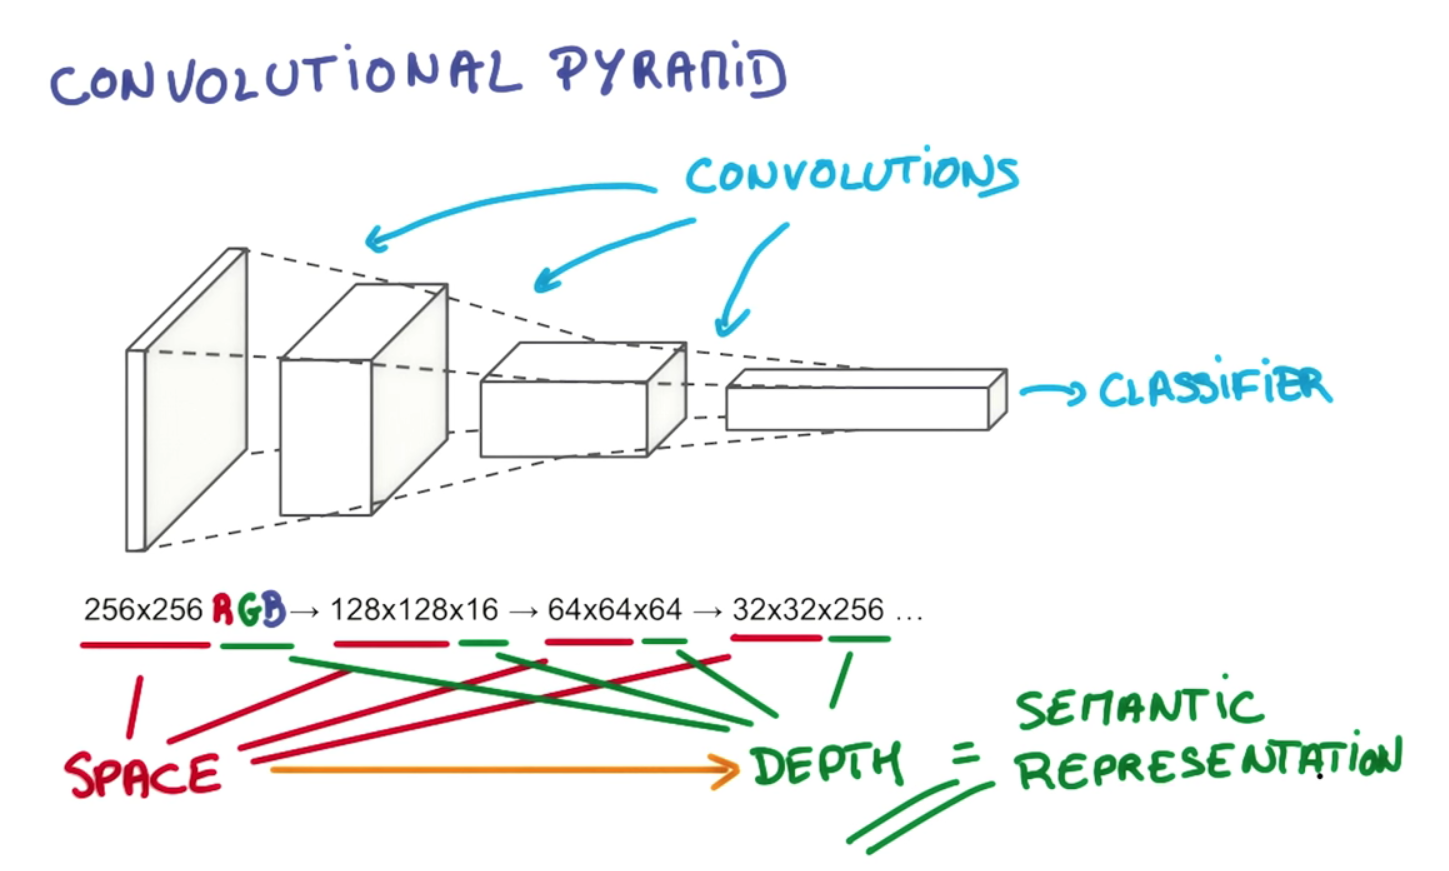 CONVOLUTIONAL PYRAMiD
CONVOLUTiONS
CLASSiFiER
256x256 RGB → 128x128x16 → 64x64x64 → 32x32x256 ...
SPACE
DEPTH =
SEMANTiC
REPRESENTATiON